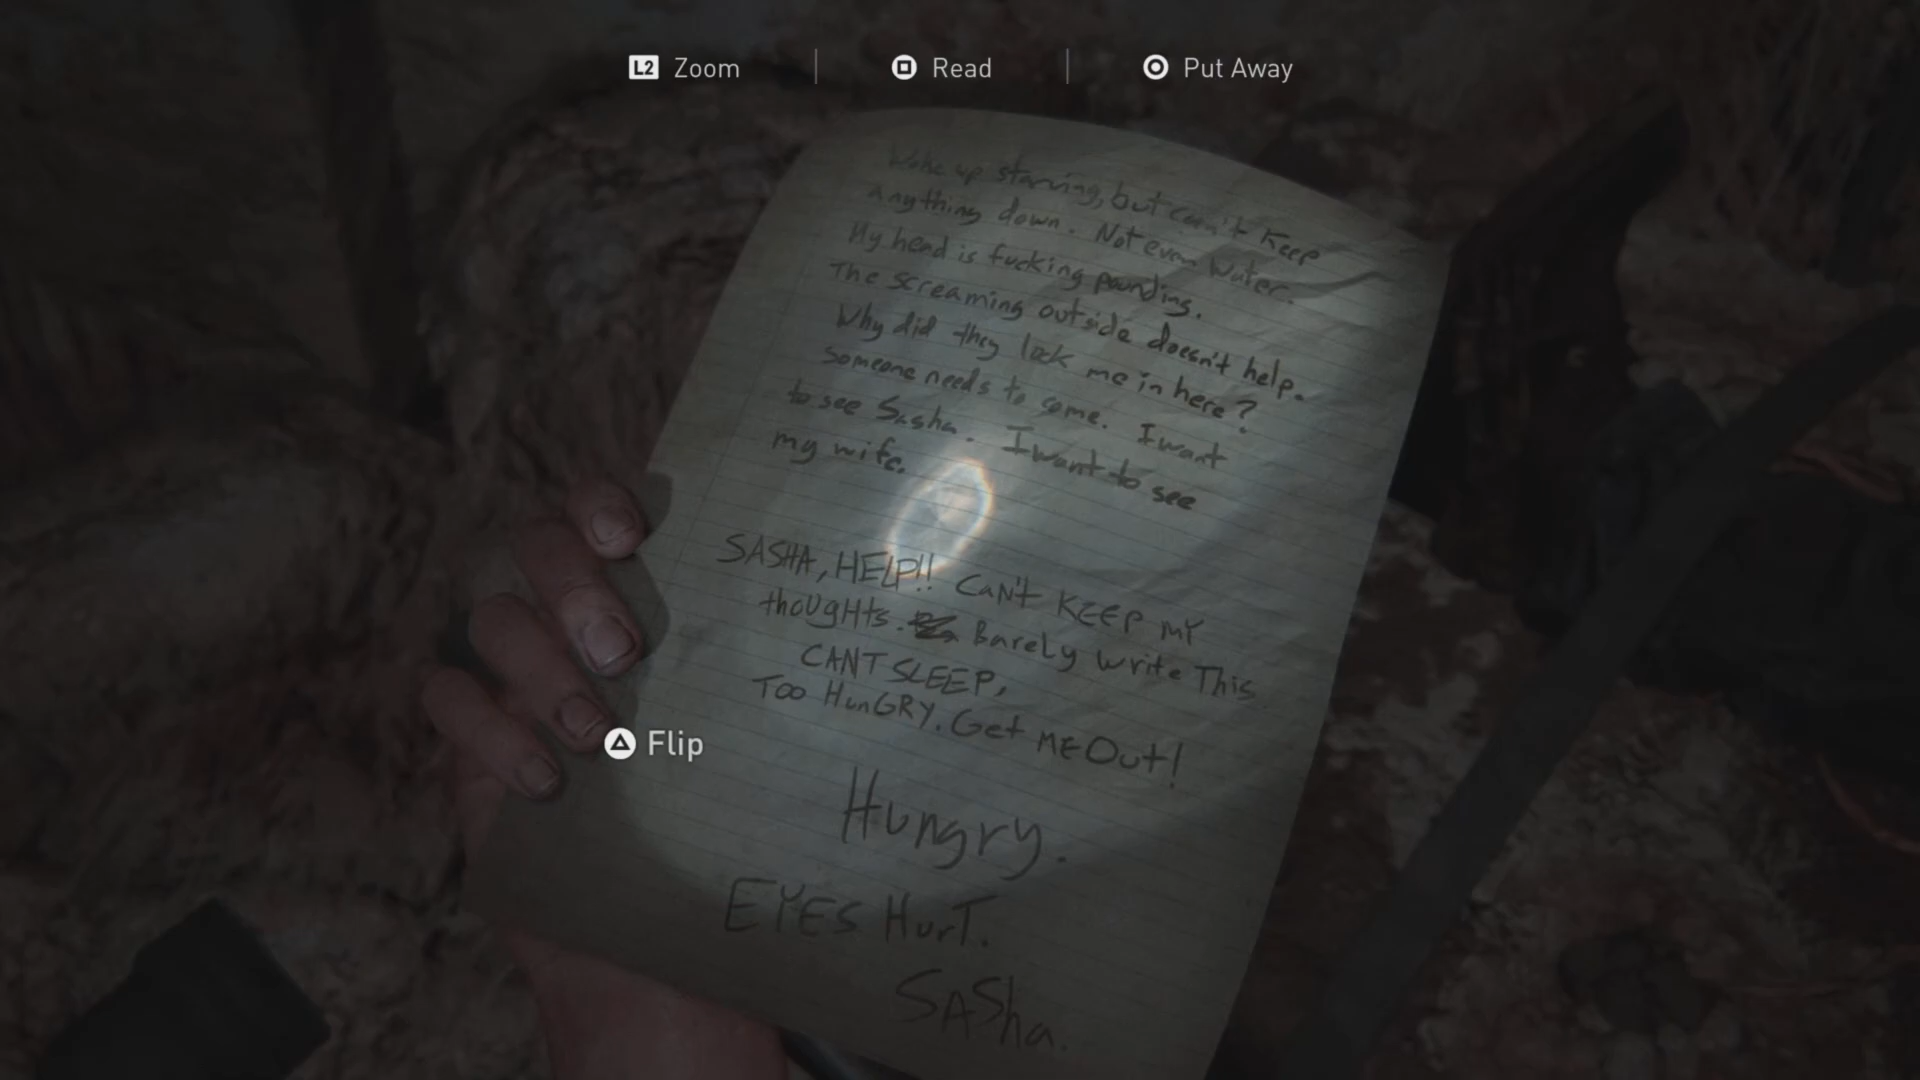 L2 Zoom
Read
Put Away
Woke up starving, but can't keep
anything down. Not even water.
My head is fucking pounding.
The screaming outside doesn't help.
Why did they lock me in here?
Someone needs to come. I want
to see Sasha. I want to see
my wife.
SASHA, HELP!! CaN't KEEP MY
thoUgHts. Barely write This
CANT SLEEP,
Too HunGRY. Get ME Out!
Flip
Hungry.
EYES HurT.
SASha.